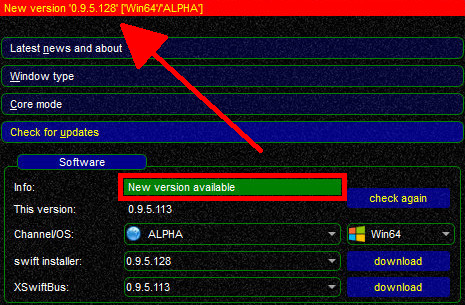 New version '0.9.5.128' ['Win64'/'ALPHA']
Latest news and about
Window type
Core mode
Check for updates
Software
Info: New version available
check again
This version: 0.9.5.113
Channel/OS: ALPHA Win64
swift installer: 0.9.5.128 download
XSwiftBus: 0.9.5.113 download